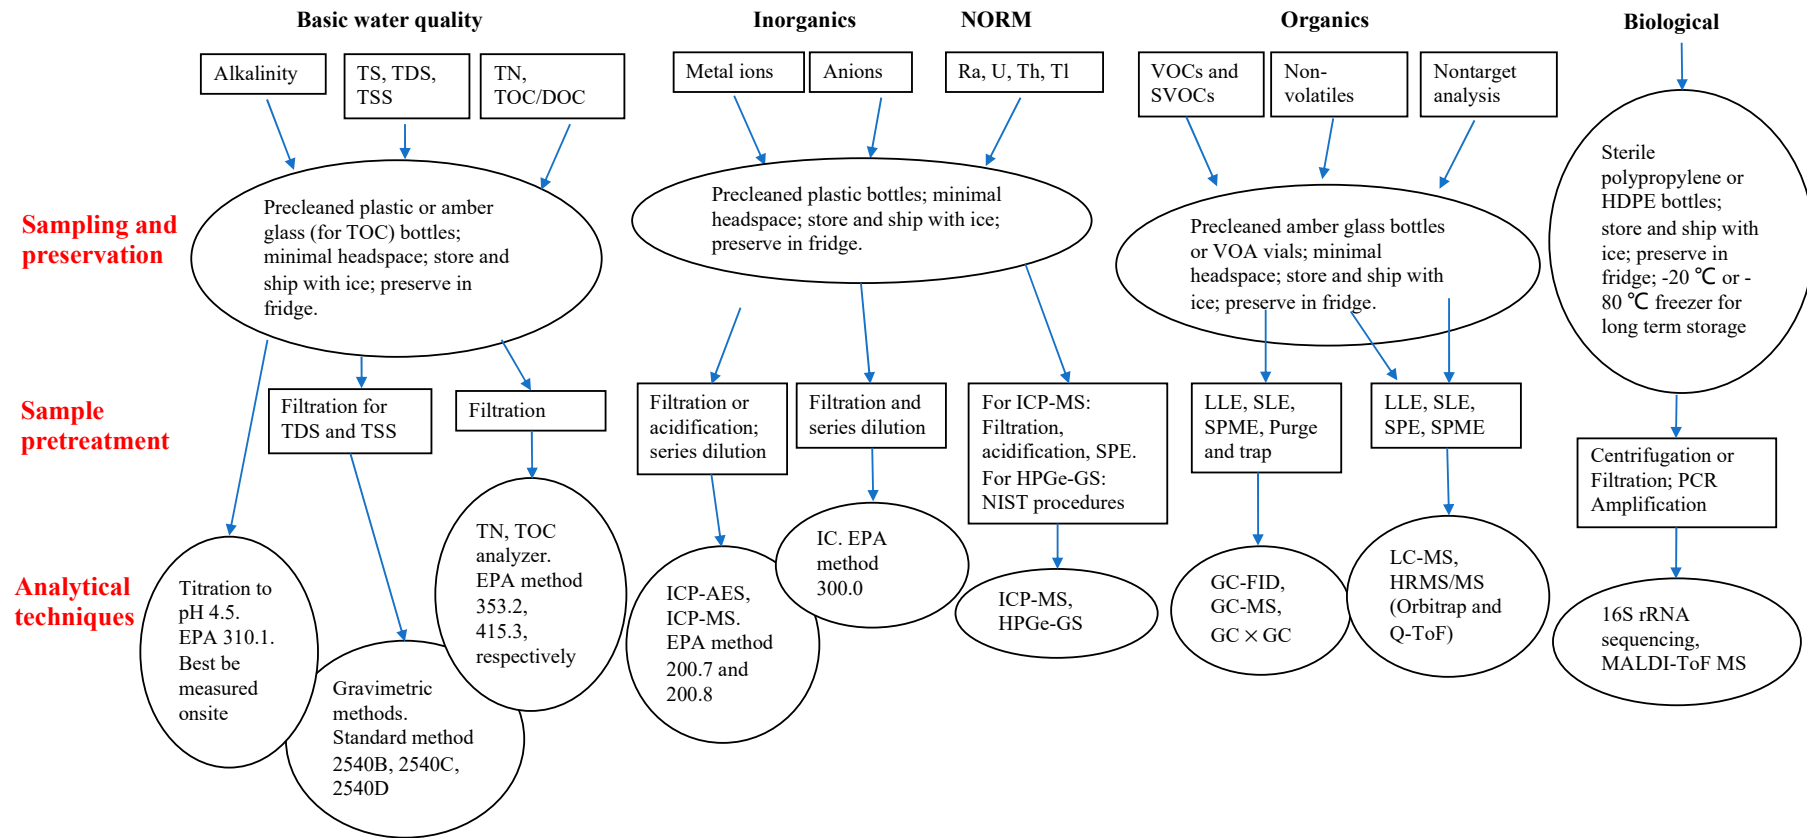 Basic water quality
Inorganics
NORM
Organics
Biological
Alkalinity
TS, TDS,
TSS
TN,
TOC/DOC
Metal ions
Anions
Ra, U, Th, Tl
VOCs and
SVOCs
Non-
volatiles
Nontarget
analysis
Sampling and
preservation
Precleaned plastic or amber
glass (for TOC) bottles;
minimal headspace; store and
ship with ice; preserve in
fridge.
Precleaned plastic bottles; minimal
headspace; store and ship with ice;
preserve in fridge.
Precleaned amber glass bottles
or VOA vials; minimal
headspace; store and ship with
ice; preserve in fridge.
Sterile
polypropylene or
HDPE bottles;
store and ship with
ice; preserve in
fridge; -20 ℃ or -
80 ℃ freezer for
long term storage
Sample
pretreatment
Filtration for
TDS and TSS
Filtration
Filtration or
acidification;
series dilution
Filtration and
series dilution
For ICP-MS:
Filtration,
acidification, SPE.
For HPGe-GS:
NIST procedures
LLE, SLE,
SPME, Purge
and trap
LLE, SLE,
SPE, SPME
Centrifugation or
Filtration; PCR
Amplification
Analytical
techniques
Titration to
pH 4.5.
EPA 310.1.
Best be
measured
onsite
Gravimetric
methods.
Standard method
2540B, 2540C,
2540D
TN, TOC
analyzer.
EPA method
353.2,
415.3,
respectively
ICP-AES,
ICP-MS.
EPA method
200.7 and
200.8
IC. EPA
method
300.0
ICP-MS,
HPGe-GS
GC-FID,
GC-MS,
GC × GC
LC-MS,
HRMS/MS
(Orbitrap and
Q-ToF)
16S rRNA
sequencing,
MALDI-ToF MS